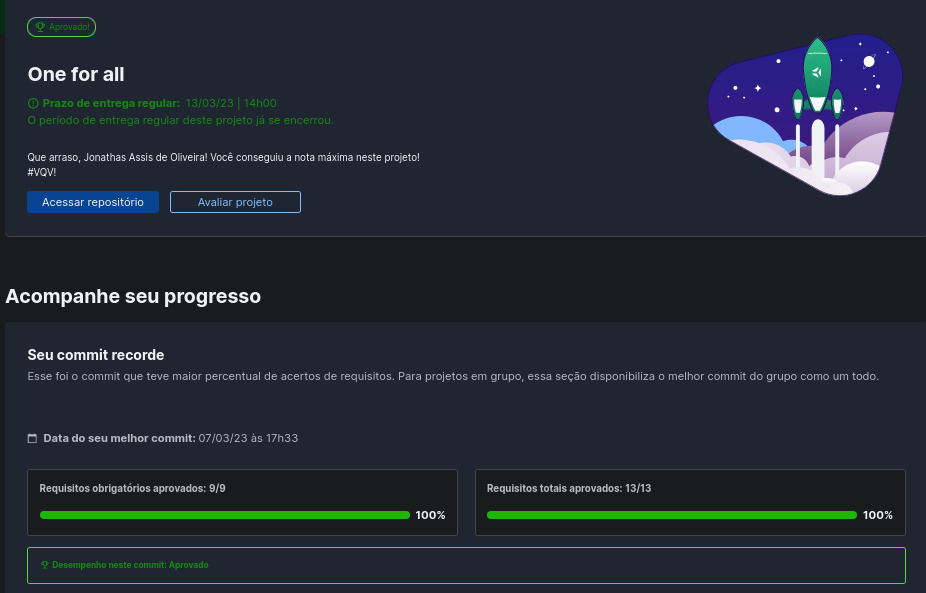 Aprovado!
One for all
Prazo de entrega regular: 13/03/23 | 14h00
O período de entrega regular deste projeto já se encerrou.
Que arraso, Jonathas Assis de Oliveira! Você conseguiu a nota máxima neste projeto!
#VQV!
Acessar repositório
Avaliar projeto
Acompanhe seu progresso
Seu commit recorde
Esse foi o commit que teve maior percentual de acertos de requisitos. Para projetos em grupo, essa seção disponibiliza o melhor commit do grupo como um todo.
Data do seu melhor commit: 07/03/23 às 17h33
Requisitos obrigatórios aprovados: 9/9
100%
Requisitos totais aprovados: 13/13
100%
Desempenho neste commit: Aprovado